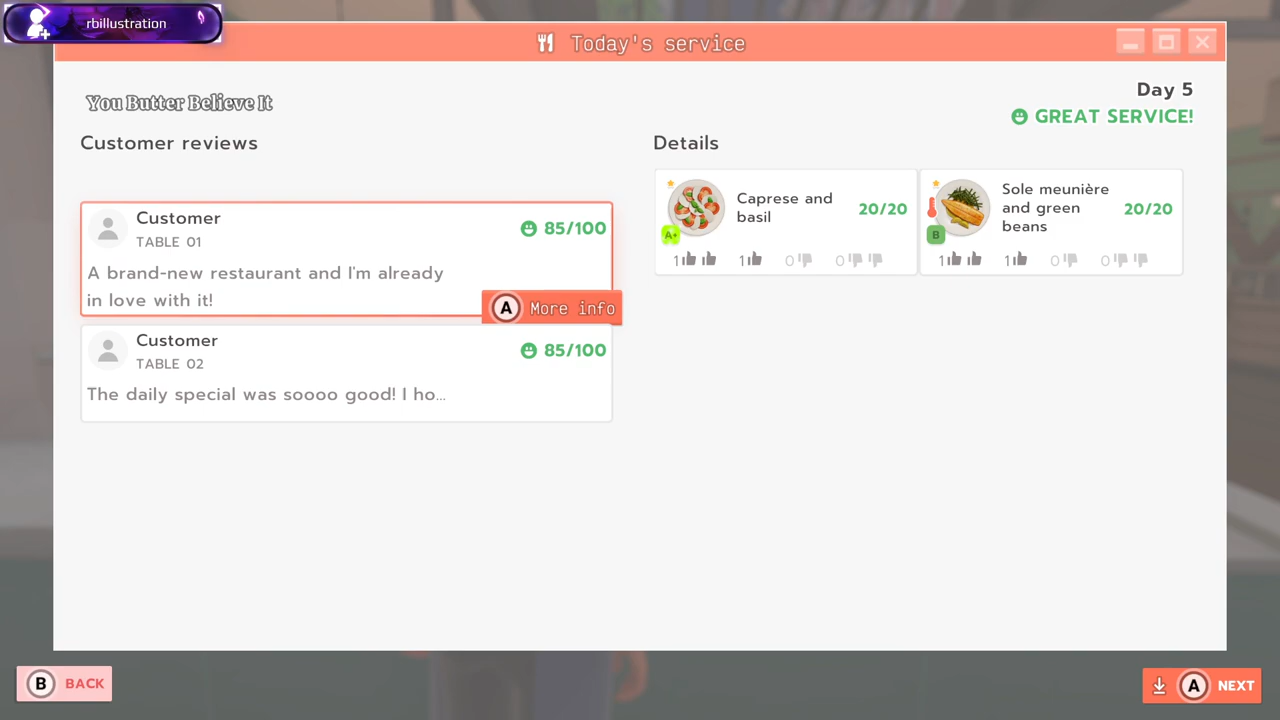 rbillustration
Today's service
You Butter Believe It
Day 5
GREAT SERVICE!
Customer reviews
Customer
TABLE 01
85/100
A brand-new restaurant and I'm already
in love with it!
A More info
Customer
TABLE 02
85/100
The daily special was soooo good! I ho...
Details
Caprese and
basil
20/20
A+
1
1
0
0
Sole meunière
and green
beans
20/20
B
1
1
0
0
B BACK
A NEXT